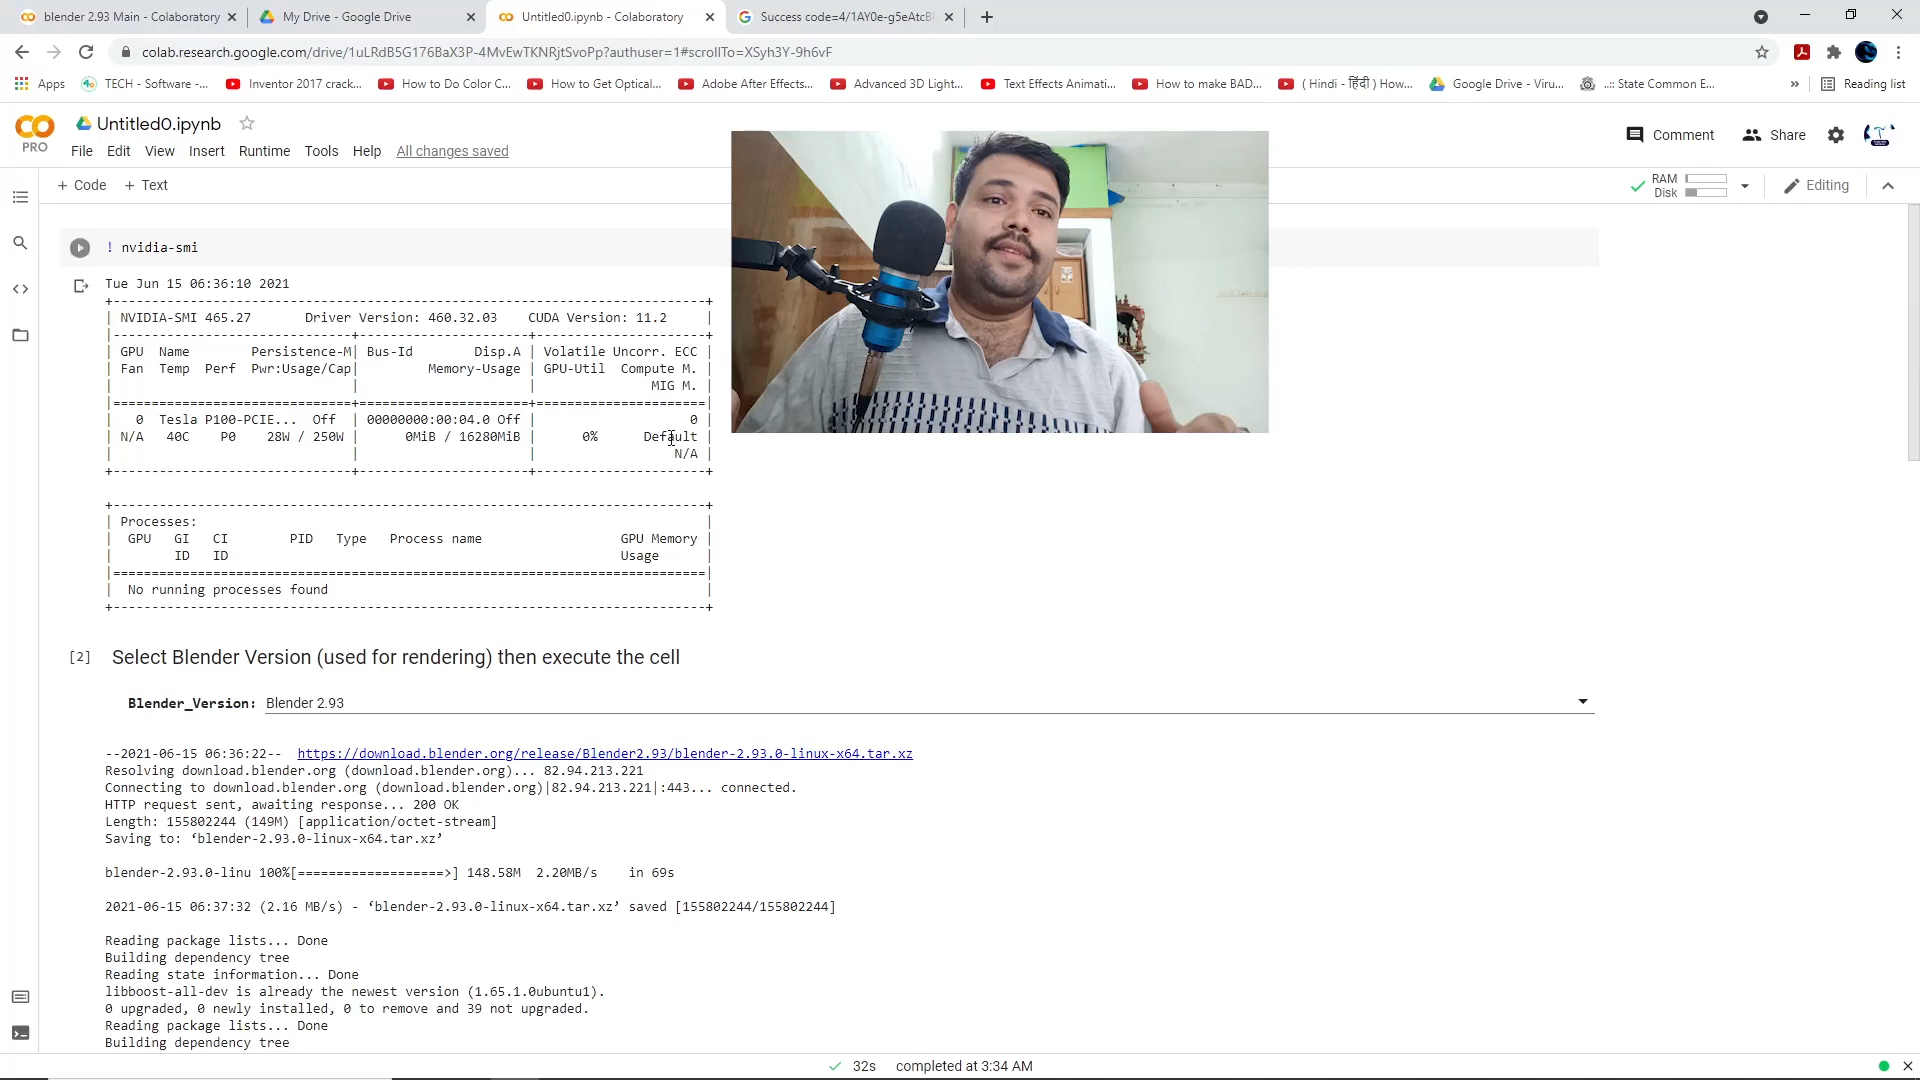 blender 2.93 Main - Colaboratory
My Drive - Google Drive
Untitled0.ipynb - Colaboratory
Success code=4/1AY0e-g5eAtcB
colab.research.google.com/drive/1uLRdB5G176BaX3P-4MvEwTKNRjtSvoPp?authuser=1#scrollTo=XSyh3Y-9h6vF
Apps
TECH - Software -...
Inventor 2017 crack...
How to Do Color C...
How to Get Optical...
Adobe After Effects...
Advanced 3D Light...
Text Effects Animati...
How to make BAD...
( Hindi - हिंदी ) How...
Google Drive - Viru...
..:: State Common E...
»
Reading list
CO PRO
Untitled0.ipynb
File Edit View Insert Runtime Tools Help All changes saved
Comment
Share
+ Code + Text
RAM
Disk
Editing
! nvidia-smi
Tue Jun 15 06:36:10 2021
+-----------------------------------------------------------------------------+
| NVIDIA-SMI 465.27       Driver Version: 460.32.03    CUDA Version: 11.2     |
|-------------------------------+----------------------+----------------------+
| GPU  Name        Persistence-M| Bus-Id        Disp.A | Volatile Uncorr. ECC |
| Fan  Temp  Perf  Pwr:Usage/Cap|         Memory-Usage | GPU-Util  Compute M. |
|                               |                      |               MIG M. |
|===============================+======================+======================|
|   0  Tesla P100-PCIE...  Off  | 00000000:00:04.0 Off |                    0 |
| N/A   40C    P0    28W / 250W |      0MiB / 16280MiB |      0%      Default |
|                               |                      |                  N/A |
+-------------------------------+----------------------+----------------------+
+-----------------------------------------------------------------------------+
| Processes:                                                                  |
|  GPU   GI   CI        PID   Type   Process name                  GPU Memory |
|        ID   ID                                                   Usage      |
|=============================================================================|
|  No running processes found                                                 |
+-----------------------------------------------------------------------------+
[2] Select Blender Version (used for rendering) then execute the cell
Blender_Version: Blender 2.93
--2021-06-15 06:36:22--  https://download.blender.org/release/Blender2.93/blender-2.93.0-linux-x64.tar.xz
Resolving download.blender.org (download.blender.org)... 82.94.213.221
Connecting to download.blender.org (download.blender.org)|82.94.213.221|:443... connected.
HTTP request sent, awaiting response... 200 OK
Length: 155802244 (149M) [application/octet-stream]
Saving to: ‘blender-2.93.0-linux-x64.tar.xz’
blender-2.93.0-linu 100%[===================>] 148.58M  2.20MB/s    in 69s
2021-06-15 06:37:32 (2.16 MB/s) - ‘blender-2.93.0-linux-x64.tar.xz’ saved [155802244/155802244]
Reading package lists... Done
Building dependency tree
Reading state information... Done
libboost-all-dev is already the newest version (1.65.1.0ubuntu1).
0 upgraded, 0 newly installed, 0 to remove and 39 not upgraded.
Reading package lists... Done
Building dependency tree
32s completed at 3:34 AM